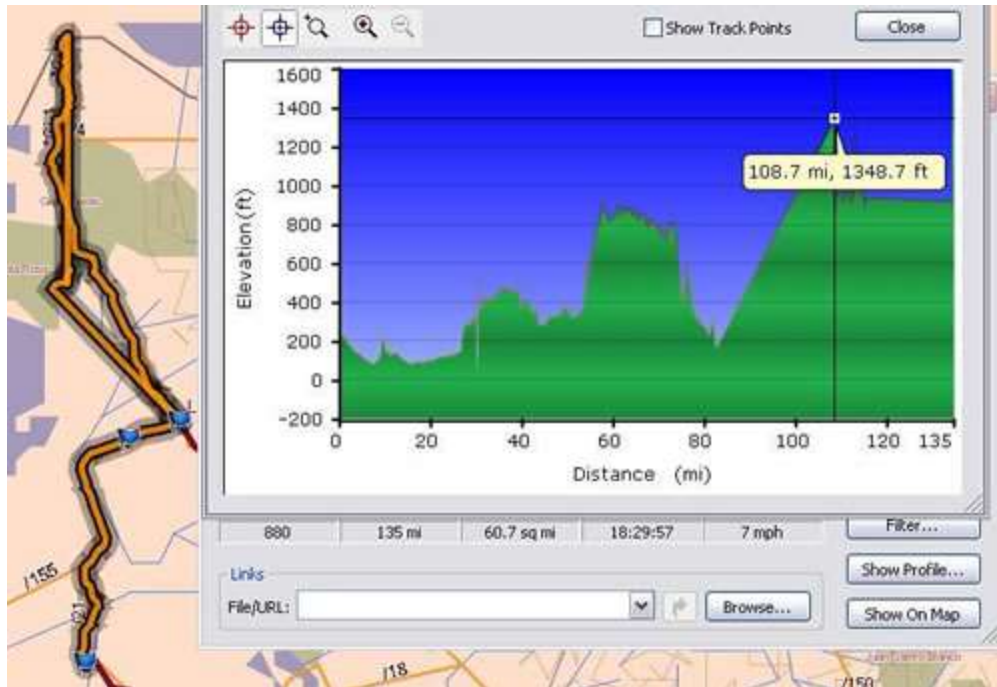 Show Track Points
Close
1600
1400
1200
1000
800
600
400
200
0
-200
Elevation (ft)
108.7 mi, 1348.7 ft
0 20 40 60 80 100 120 135
Distance (mi)
880 135 mi 60.7 sq mi 18:29:57 7 mph
Filter...
Links
Show Profile...
File/URL:
Browse...
Show On Map
/155
/18
/150